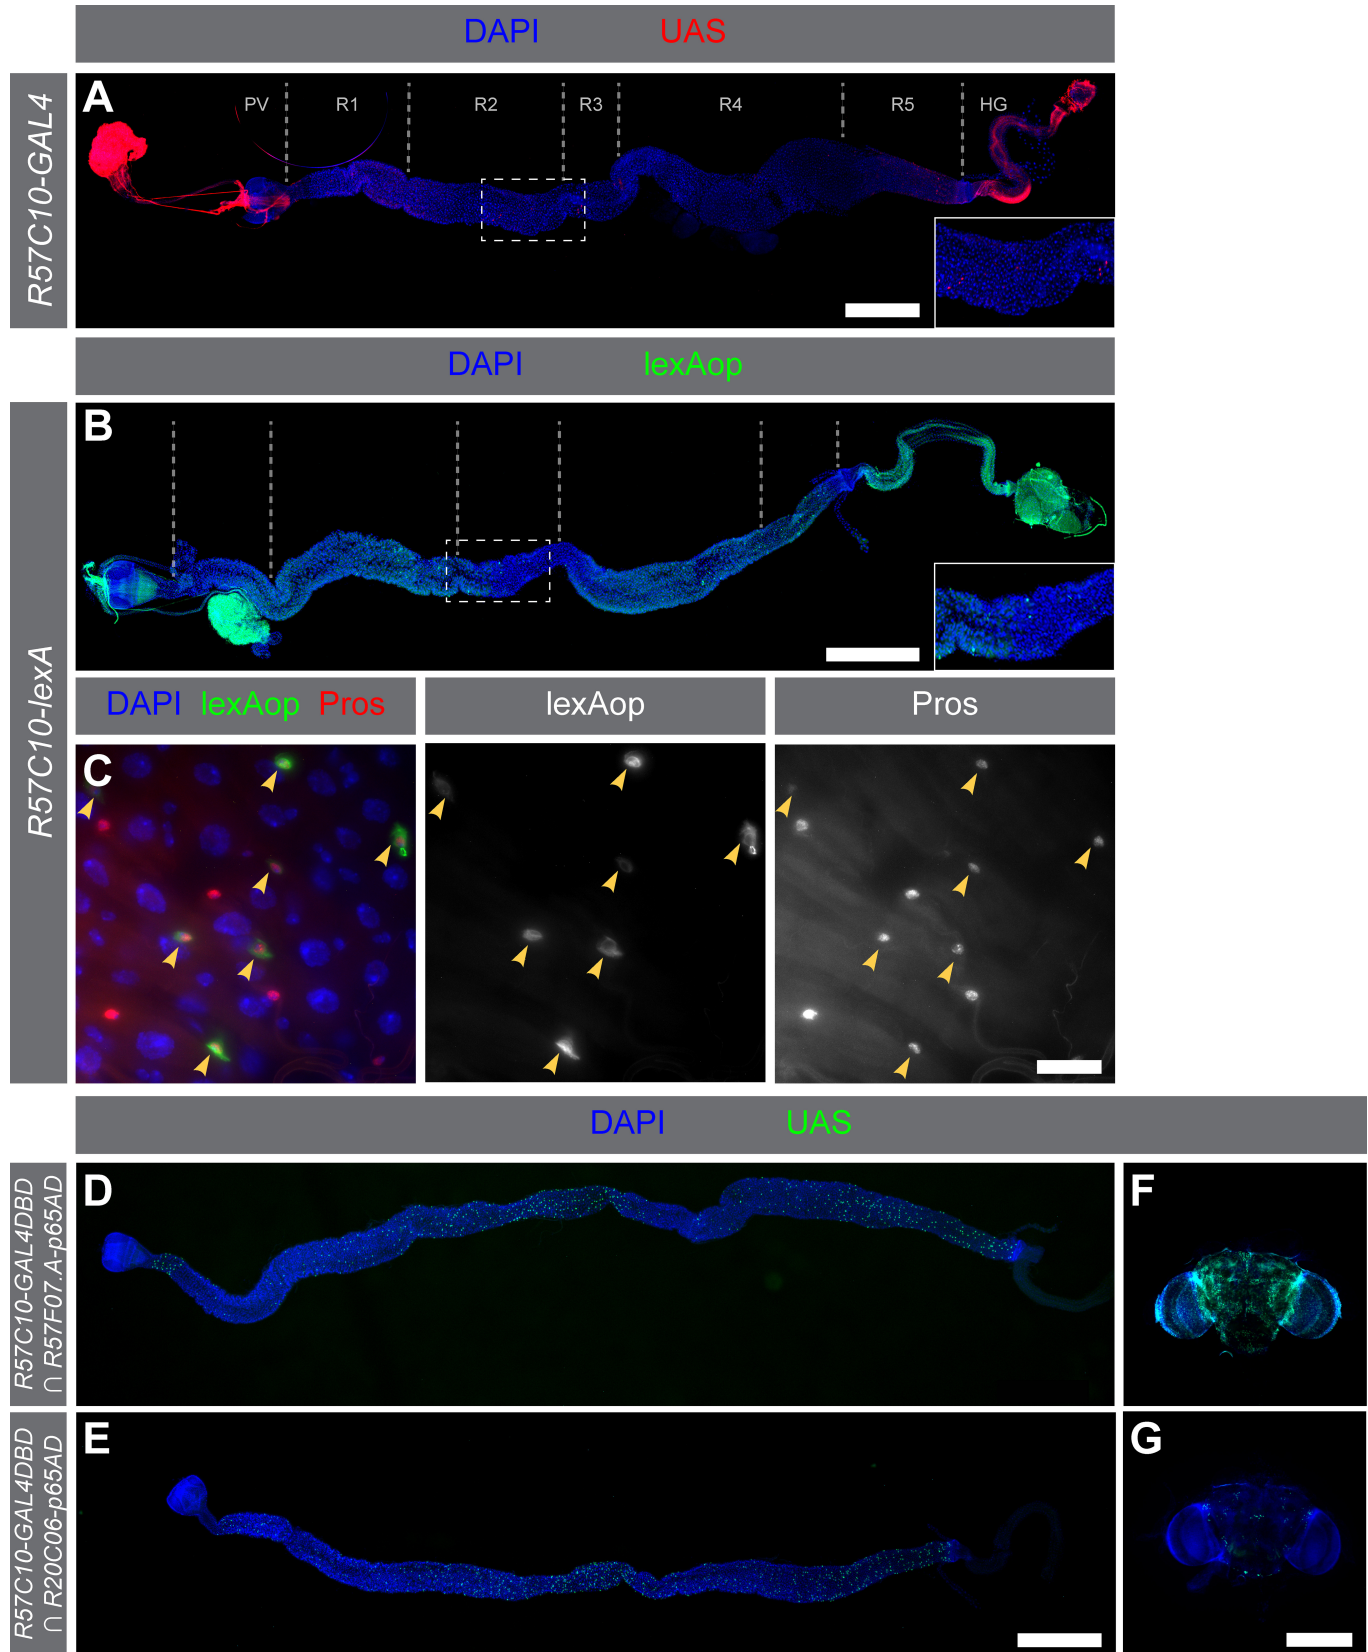 DAPI UAS
R57C10-GAL4
A
PV R1 R2 R3 R4 R5 HG
DAPI lexAop
R57C10-lexA
B
DAPI lexAop Pros
lexAop
Pros
C
DAPI UAS
R57C10-GAL4DBD
∩ R57F07.A-p65AD
D
F
R57C10-GAL4DBD
∩ R20C06-p65AD
E
G